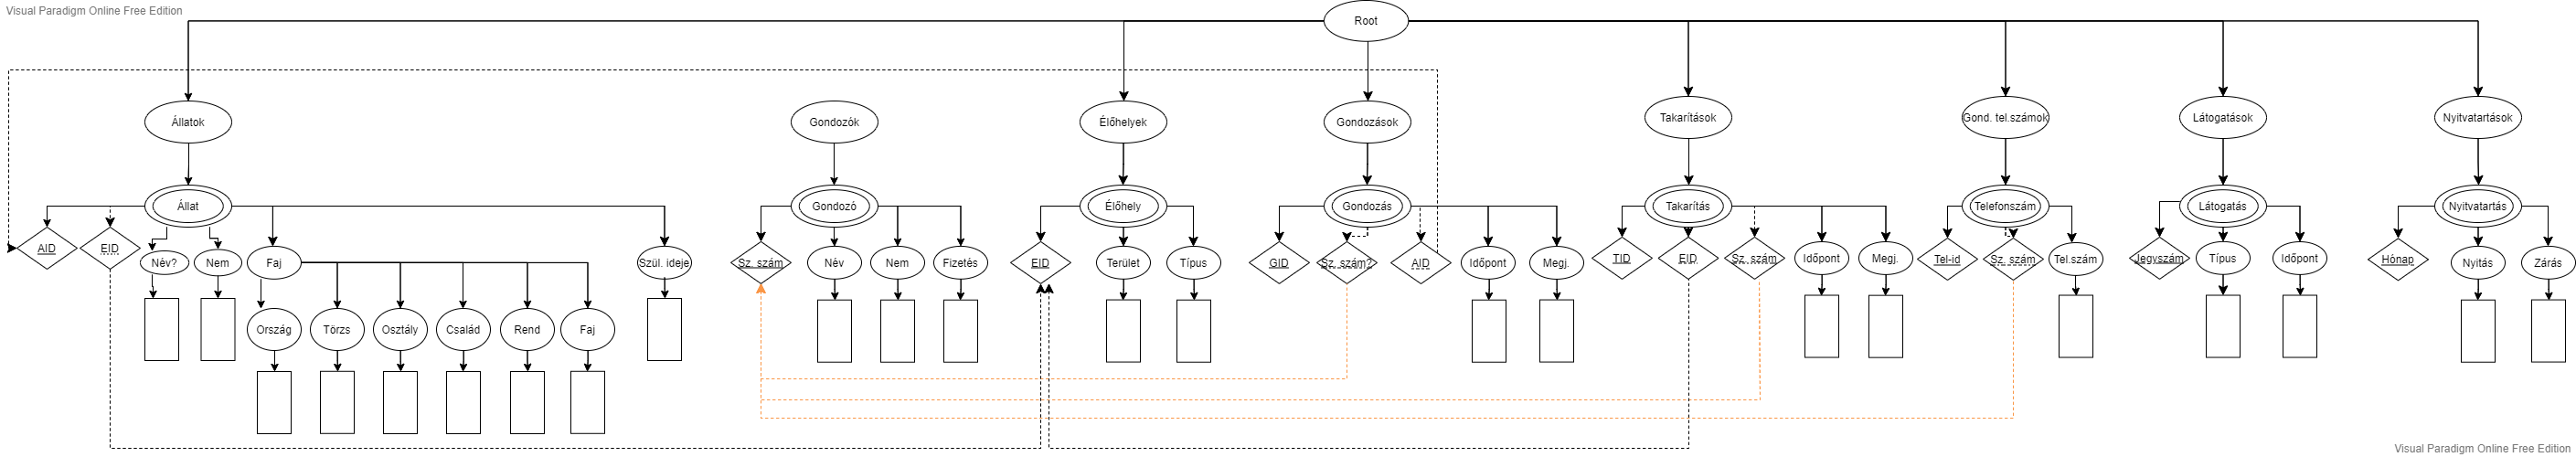 Visual Paradigm Online Free Edition
Root
Állatok
Gondozók
Élőhelyek
Gondozások
Takarítások
Gond. tel.számok
Látogatások
Nyitvatartások
Állat
Gondozó
Élőhely
Gondozás
Takarítás
Telefonszám
Látogatás
Nyitvatartás
AID
EID
Név?
Nem
Faj
Szül. ideje
Sz. szám
Név
Nem
Fizetés
EID
Terület
Típus
GID
Sz. szám?
AID
Időpont
Megj.
TID
EID
Sz. szám
Időpont
Megj.
Tel-id
Sz. szám
Tel.szám
Jegyszám
Típus
Időpont
Hónap
Nyitás
Zárás
Ország
Törzs
Osztály
Család
Rend
Faj
Visual Paradigm Online Free Edition